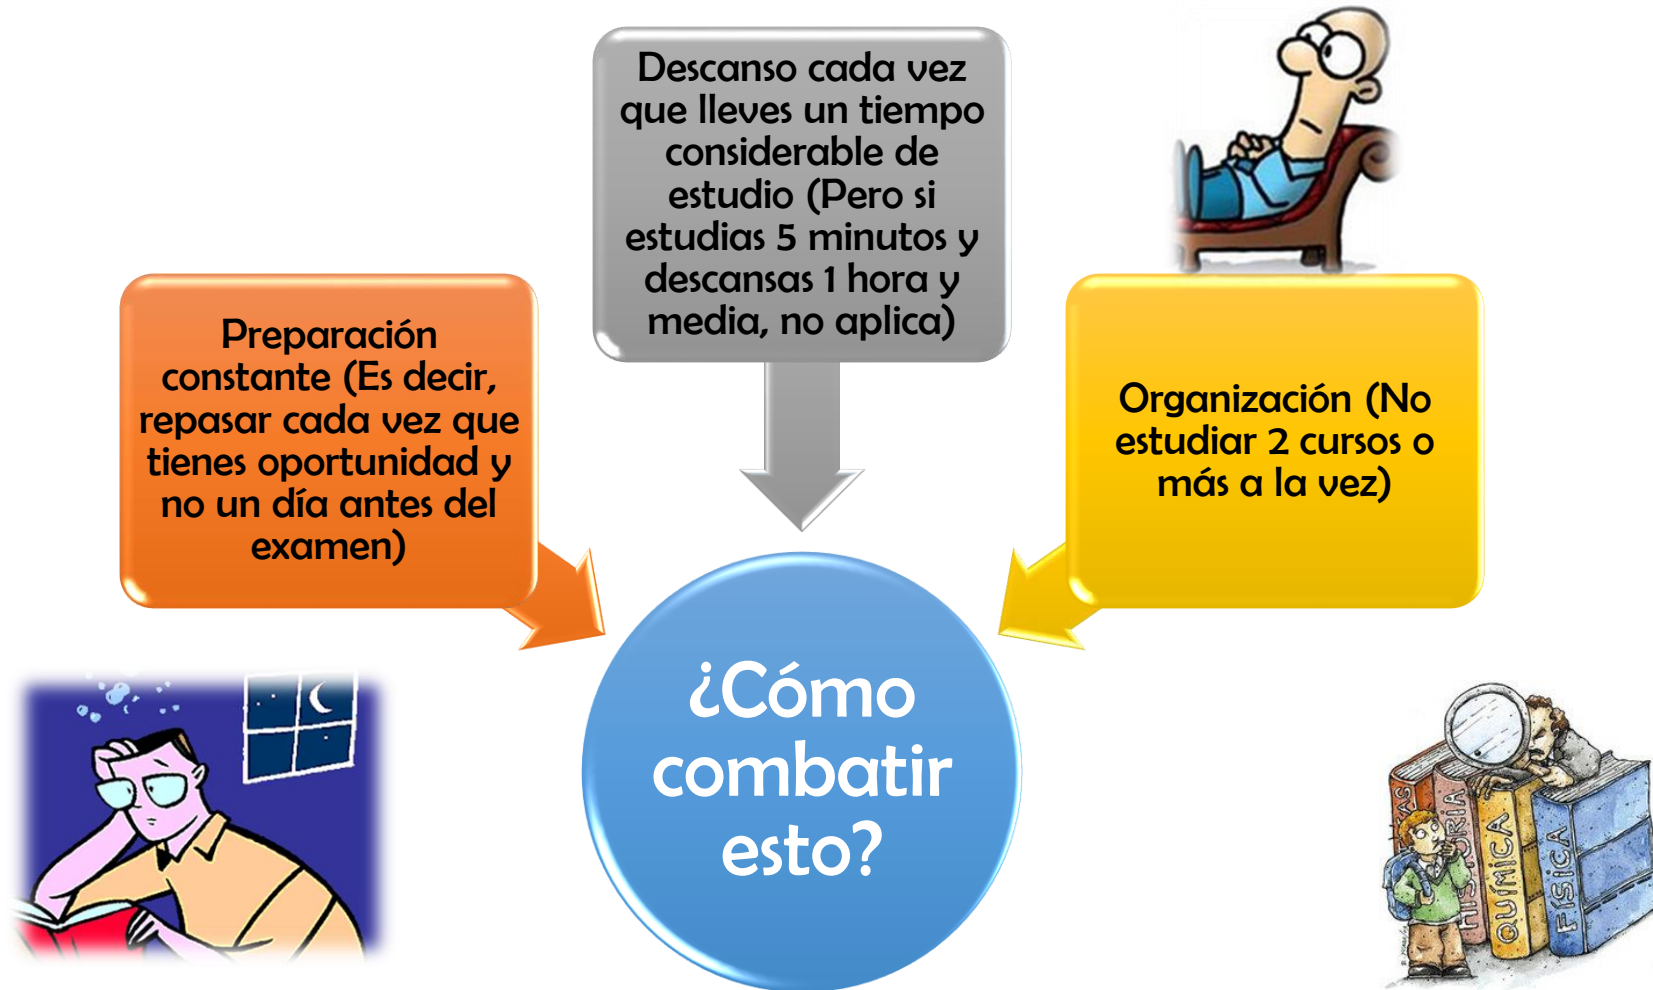 Descanso cada vez
que lleves un tiempo
considerable de
estudio (Pero si
estudias 5 minutos y
descansas 1 hora y
media, no aplica)
Preparación
constante (Es decir,
repasar cada vez que
tienes oportunidad y
no un día antes del
examen)
Organización (No
estudiar 2 cursos o
más a la vez)
¿Cómo
combatir
esto?
HISTORIA
QUÍMICA
FÍSICA